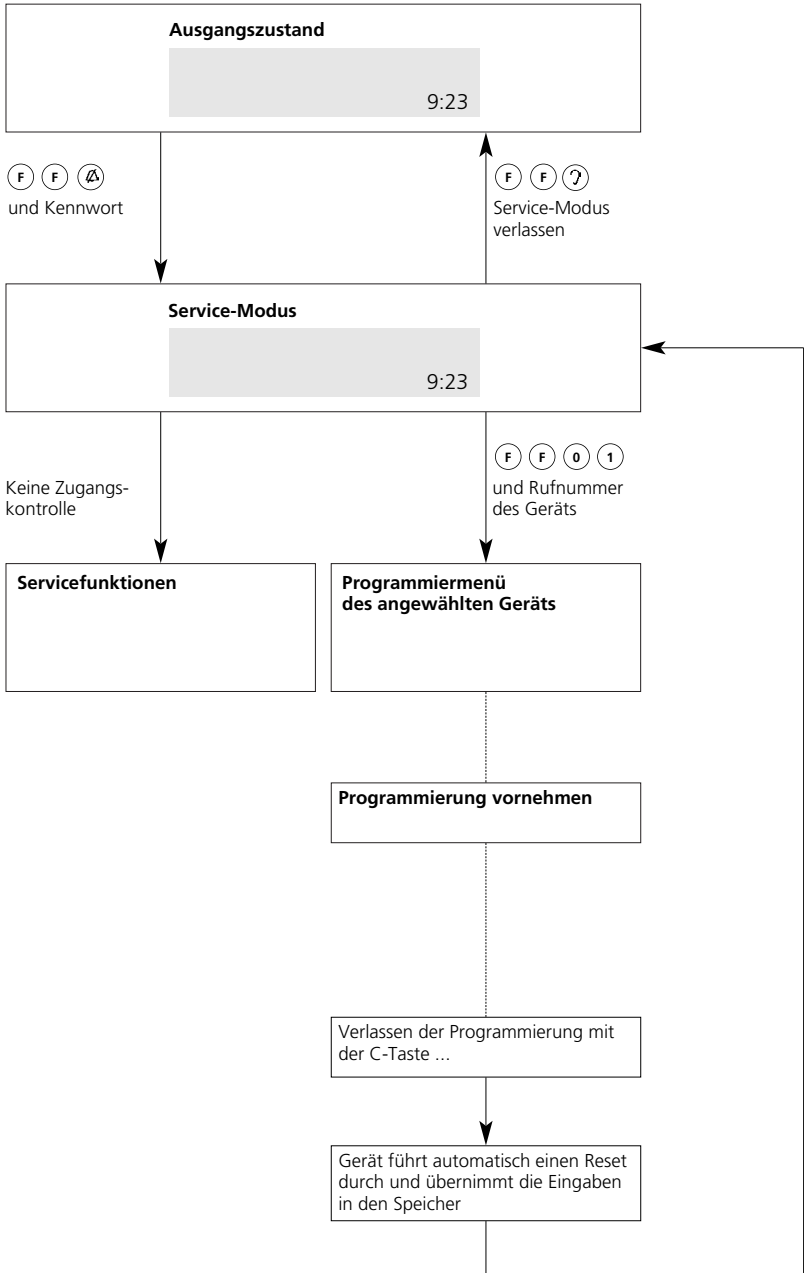 Ausgangszustand
9:23
F F
und Kennwort
F F
Service-Modus
verlassen
Service-Modus
9:23
Keine Zugangs-
kontrolle
F F 0 1
und Rufnummer
des Geräts
Servicefunktionen
Programmiermenü
des angewählten Geräts
Programmierung vornehmen
Verlassen der Programmierung mit
der C-Taste ...
Gerät führt automatisch einen Reset
durch und übernimmt die Eingaben
in den Speicher